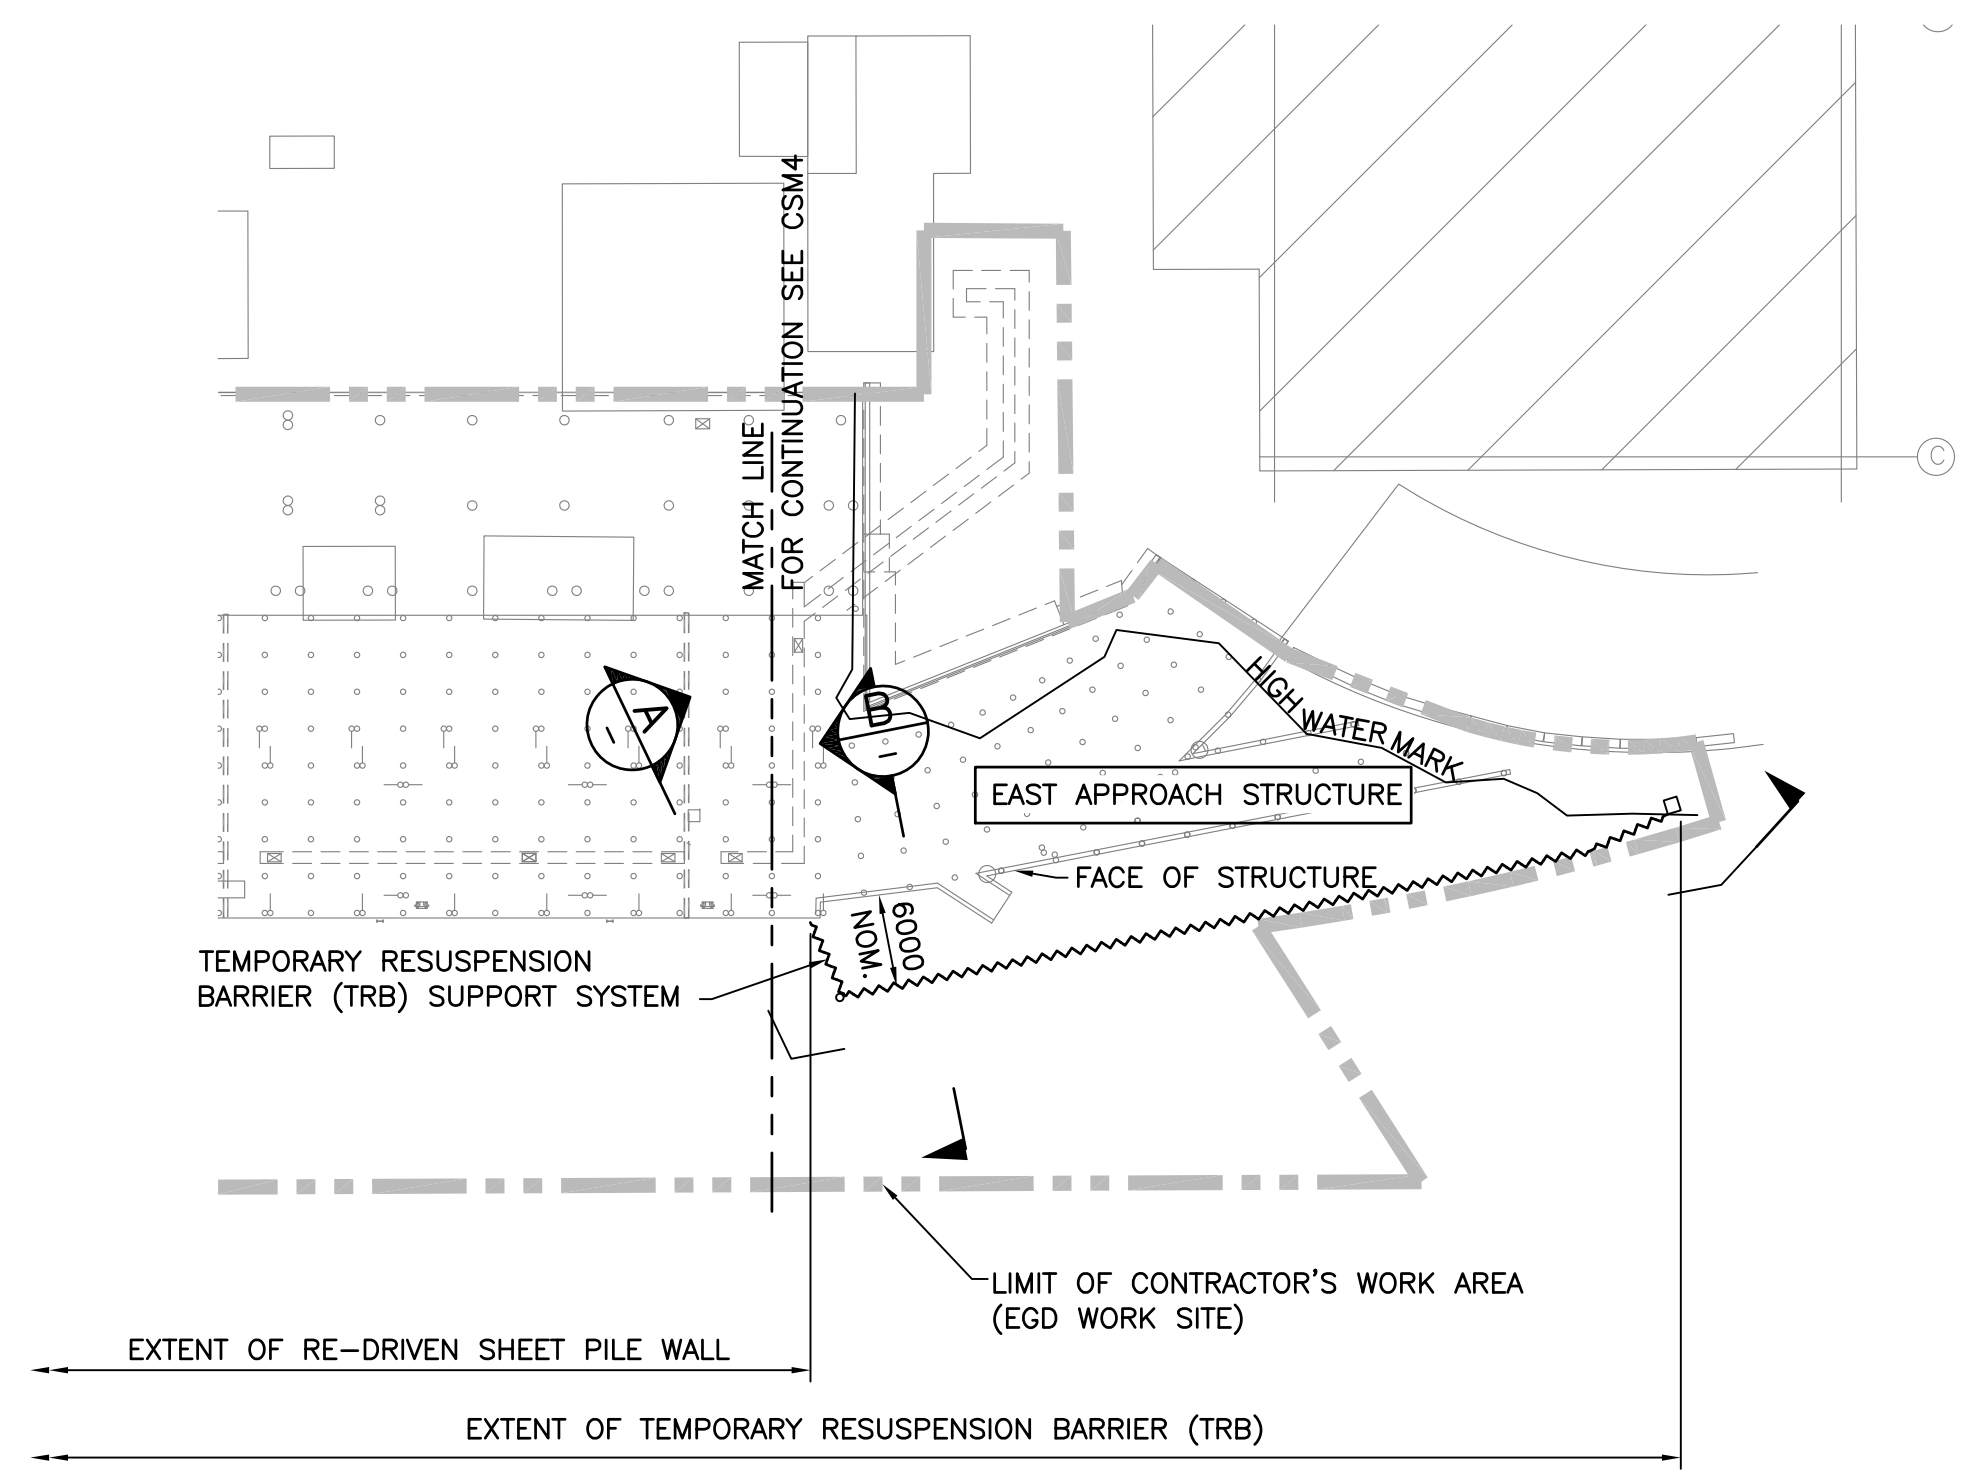 MATCH LINE
FOR CONTINUATION SEE CSM4
C
A
–
B
–
HIGH WATER MARK
EAST APPROACH STRUCTURE
FACE OF STRUCTURE
6000
NOM.
TEMPORARY RESUSPENSION
BARRIER (TRB) SUPPORT SYSTEM
LIMIT OF CONTRACTOR'S WORK AREA
(EGD WORK SITE)
EXTENT OF RE-DRIVEN SHEET PILE WALL
EXTENT OF TEMPORARY RESUSPENSION BARRIER (TRB)